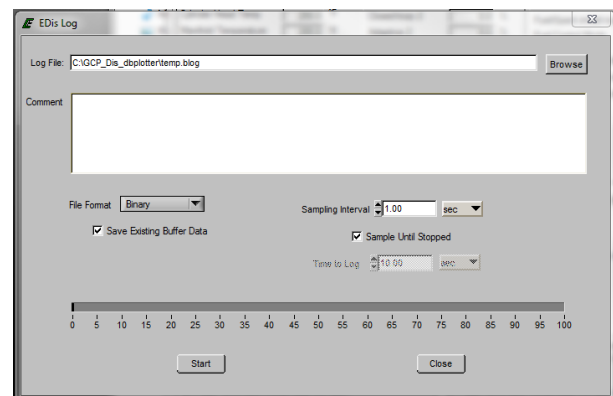 EDis Log
Log File: C:\GCP_Dis_dbplotter\temp.blog Browse
Comment
File Format Binary Sampling Interval 1.00 sec
Save Existing Buffer Data Sample Until Stopped
Time to Log 10.00 sec
0 5 10 15 20 25 30 35 40 45 50 55 60 65 70 75 80 85 90 95 100
Start Close